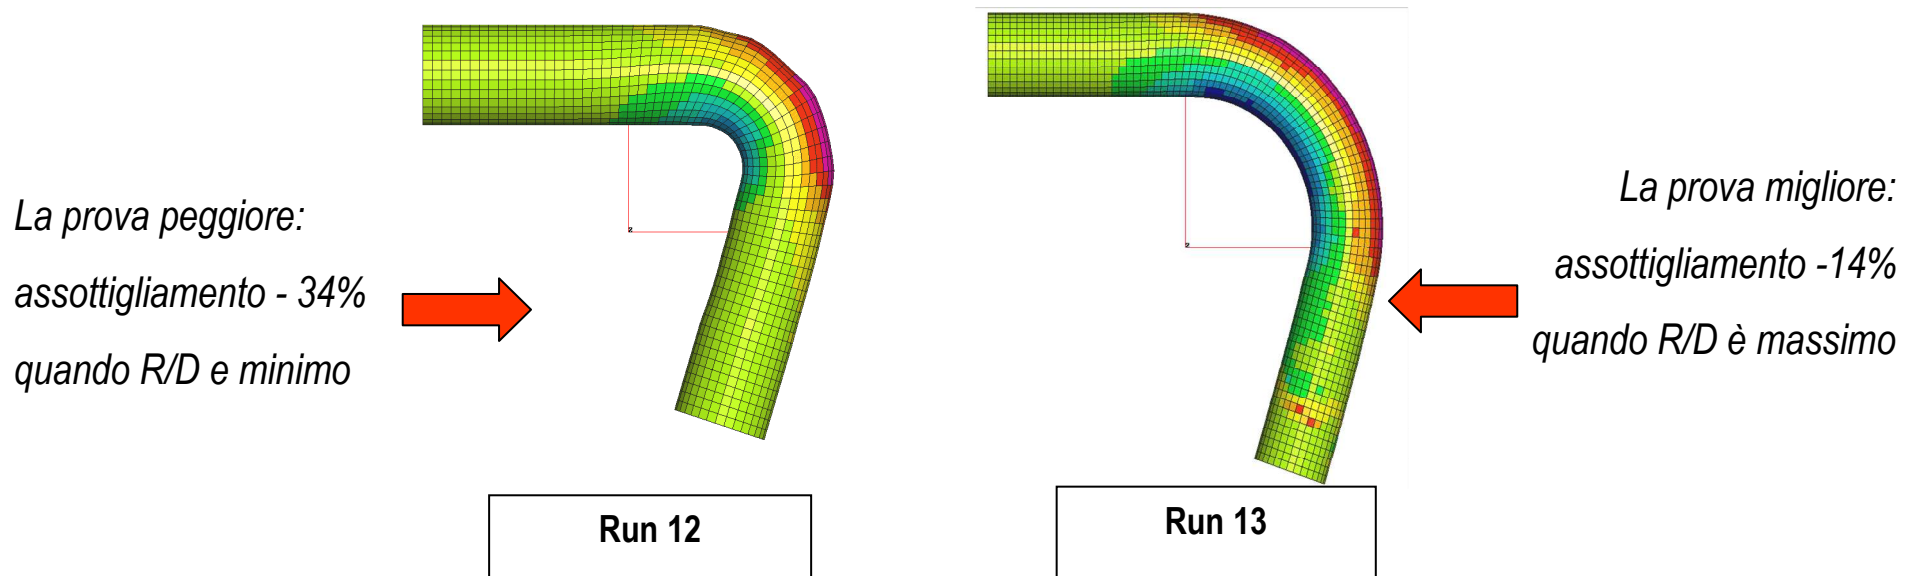 La prova peggiore:
assottigliamento - 34%
quando R/D e minimo
La prova migliore:
assottigliamento -14%
quando R/D è massimo
Run 12
Run 13